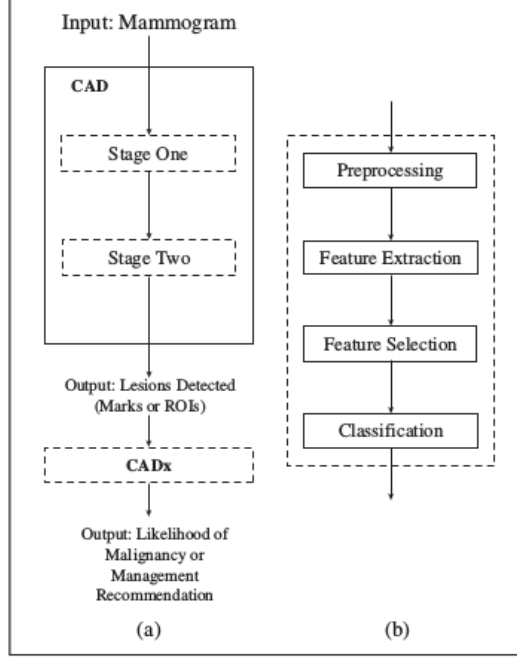 Input: Mammogram
CAD
Stage One
Stage Two
Output: Lesions Detected
(Marks or ROIs)
CADx
Output: Likelihood of
Malignancy or
Management
Recommendation
(a)
Preprocessing
Feature Extraction
Feature Selection
Classification
(b)